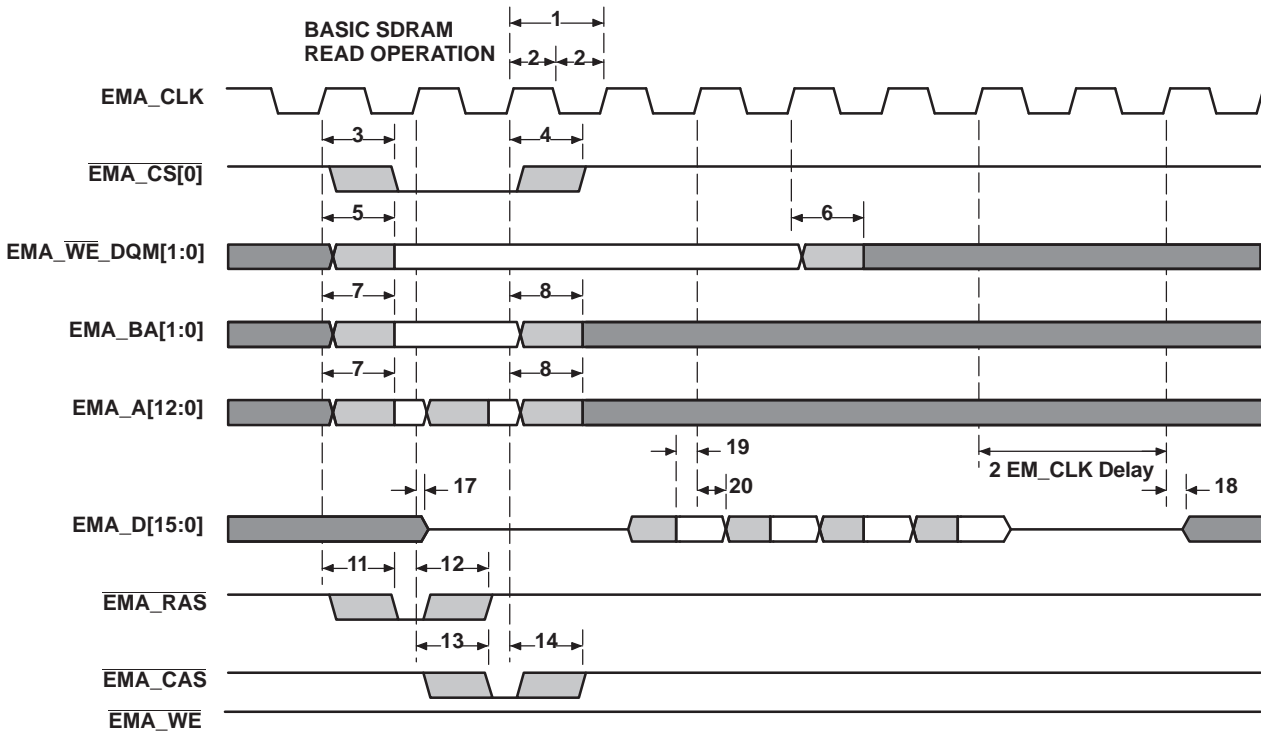 BASIC SDRAM
READ OPERATION
1
2 2
EMA_CLK
3 4
EMA_CS[0]
5 6
EMA_WE_DQM[1:0]
7 8
EMA_BA[1:0]
7 8
EMA_A[12:0]
19
2 EM_CLK Delay
17 20 18
EMA_D[15:0]
11 12
EMA_RAS
13 14
EMA_CAS
EMA_WE